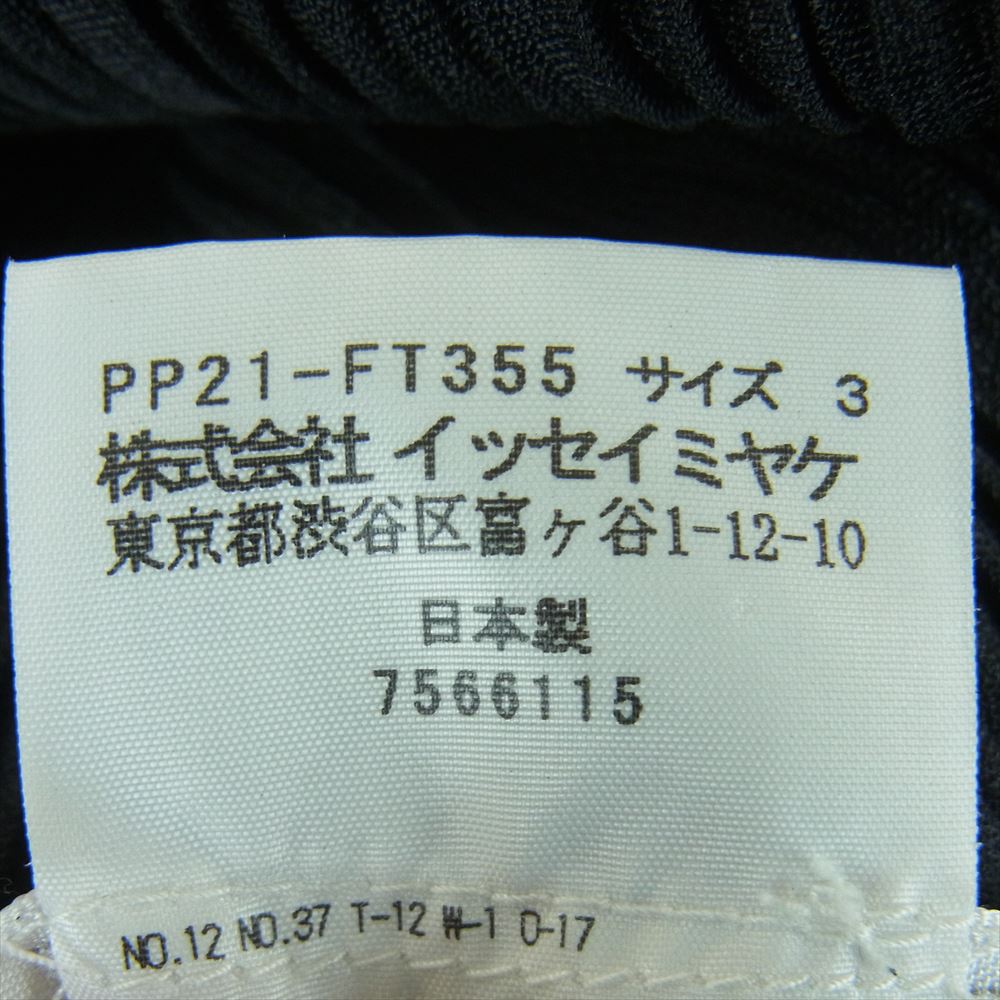 PP21-FT355 サイズ 3
株式会社 イッセイミヤケ
東京都渋谷区富ヶ谷1-12-10
日本製
7566115
NO.12 NO.37 T-12 W-1 O-17